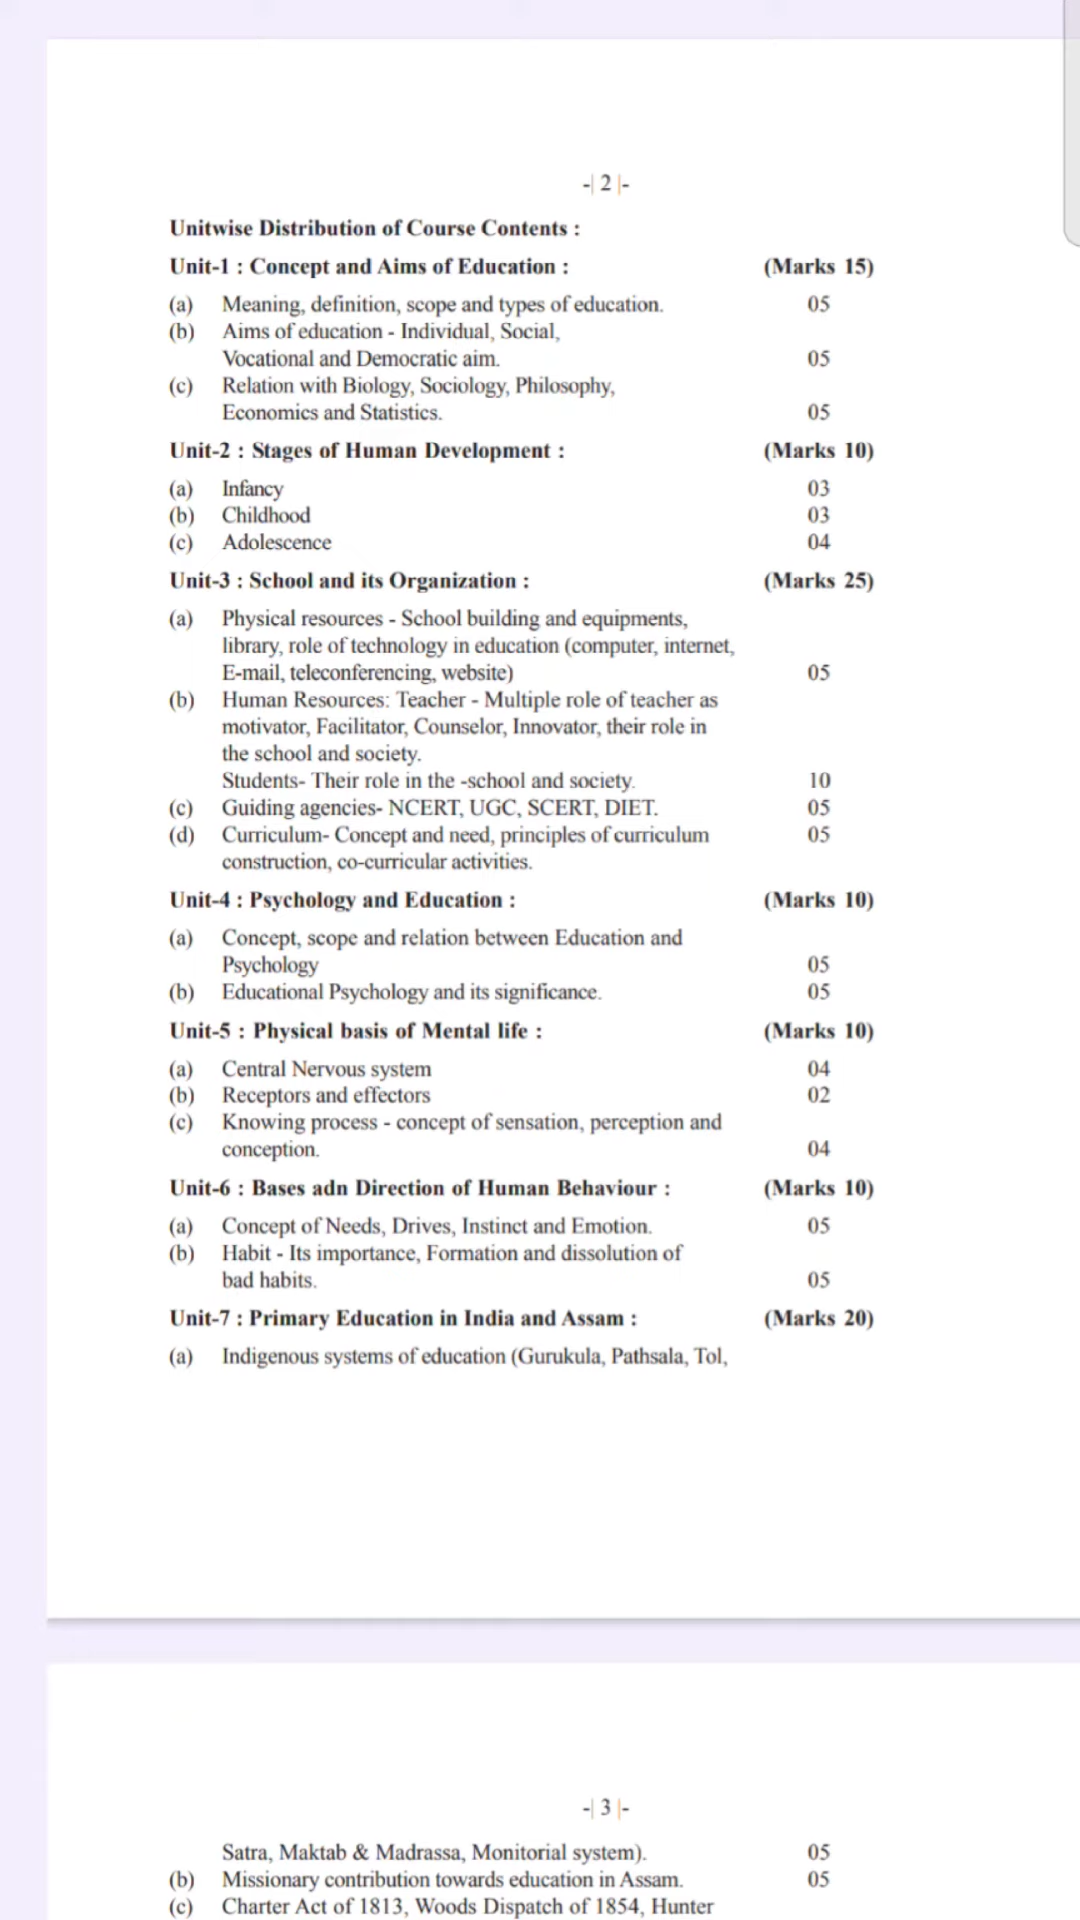 -| 2 |-
Unitwise Distribution of Course Contents :
Unit-1 : Concept and Aims of Education : (Marks 15)
(a) Meaning, definition, scope and types of education. 05
(b) Aims of education - Individual, Social,
Vocational and Democratic aim. 05
(c) Relation with Biology, Sociology, Philosophy,
Economics and Statistics. 05
Unit-2 : Stages of Human Development : (Marks 10)
(a) Infancy 03
(b) Childhood 03
(c) Adolescence 04
Unit-3 : School and its Organization : (Marks 25)
(a) Physical resources - School building and equipments,
library, role of technology in education (computer, internet,
E-mail, teleconferencing, website) 05
(b) Human Resources: Teacher - Multiple role of teacher as
motivator, Facilitator, Counselor, Innovator, their role in
the school and society.
Students- Their role in the -school and society. 10
(c) Guiding agencies- NCERT, UGC, SCERT, DIET. 05
(d) Curriculum- Concept and need, principles of curriculum 05
construction, co-curricular activities.
Unit-4 : Psychology and Education : (Marks 10)
(a) Concept, scope and relation between Education and
Psychology 05
(b) Educational Psychology and its significance. 05
Unit-5 : Physical basis of Mental life : (Marks 10)
(a) Central Nervous system 04
(b) Receptors and effectors 02
(c) Knowing process - concept of sensation, perception and
conception. 04
Unit-6 : Bases adn Direction of Human Behaviour : (Marks 10)
(a) Concept of Needs, Drives, Instinct and Emotion. 05
(b) Habit - Its importance, Formation and dissolution of
bad habits. 05
Unit-7 : Primary Education in India and Assam : (Marks 20)
(a) Indigenous systems of education (Gurukula, Pathsala, Tol,
-| 3 |-
Satra, Maktab & Madrassa, Monitorial system). 05
(b) Missionary contribution towards education in Assam. 05
(c) Charter Act of 1813, Woods Dispatch of 1854, Hunter